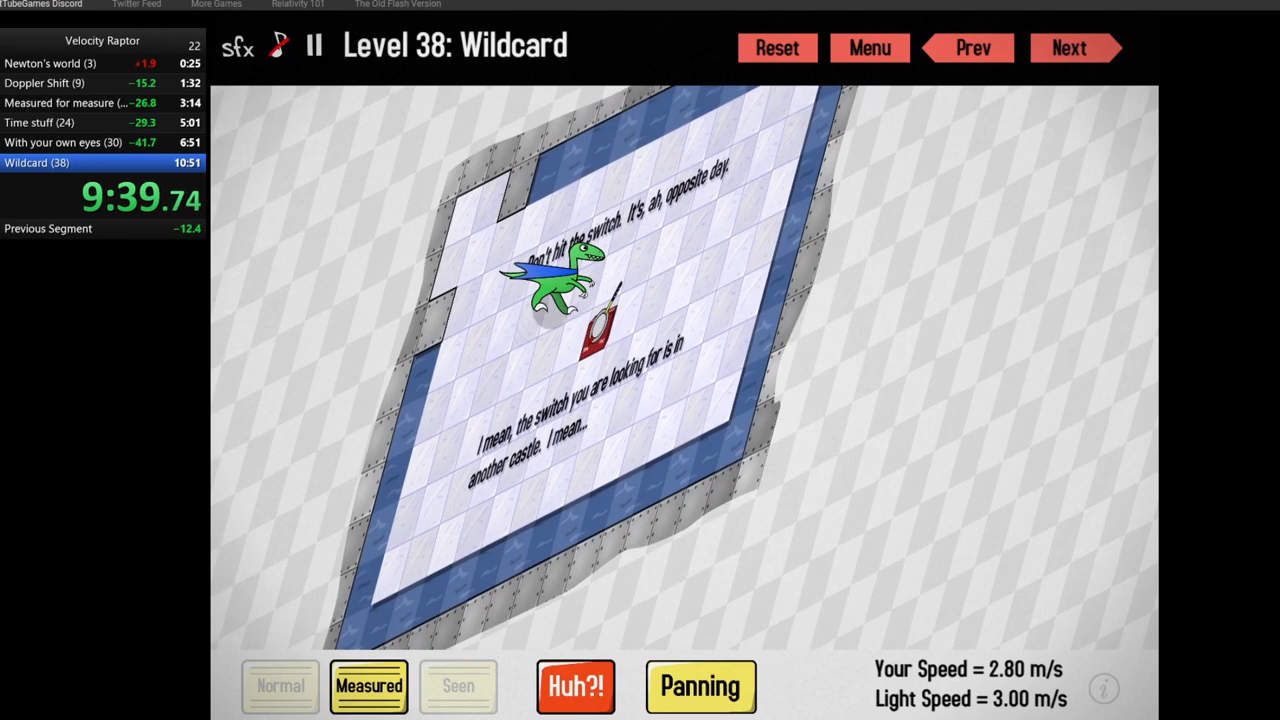 tTubeGames Discord Twitter Feed More Games Relativity 101 The Old Flash Version
Velocity Raptor 22
Newton's world (3) +1.9 0:25
Doppler Shift (9) −15.2 1:32
Measured for measure (... −26.8 3:14
Time stuff (24) −29.3 5:01
With your own eyes (30) −41.7 6:51
Wildcard (38) 10:51
9:39.74
Previous Segment −12.4
sfx Level 38: Wildcard Reset Menu Prev Next
Don't hit the switch. It's, ah, opposite day.
I mean, the switch you are looking for is in
another castle. I mean...
Normal Measured Seen Huh?! Panning
Your Speed = 2.80 m/s
Light Speed = 3.00 m/s
i